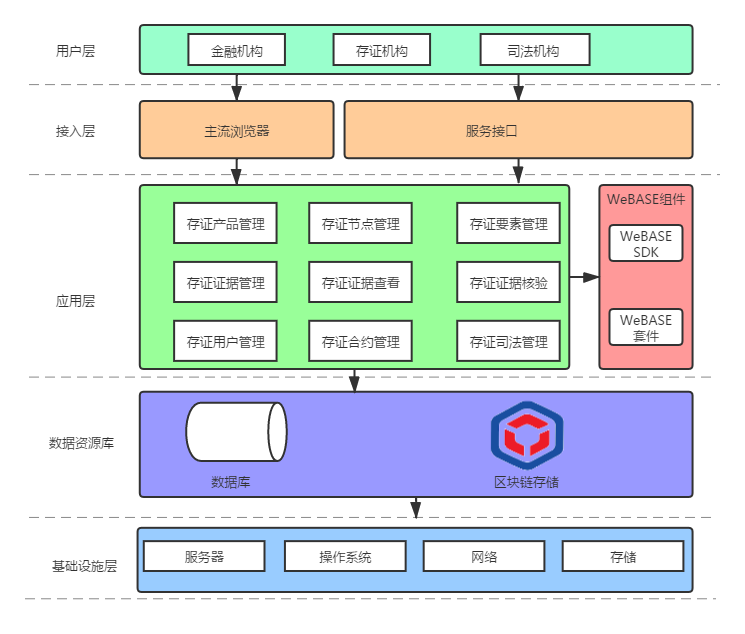 用户层
金融机构
存证机构
司法机构
接入层
主流浏览器
服务接口
应用层
存证产品管理
存证节点管理
存证要素管理
存证证据管理
存证证据查看
存证证据核验
存证用户管理
存证合约管理
存证司法管理
WeBASE组件
WeBASE
SDK
WeBASE
套件
数据资源库
数据库
区块链存储
基础设施层
服务器
操作系统
网络
存储